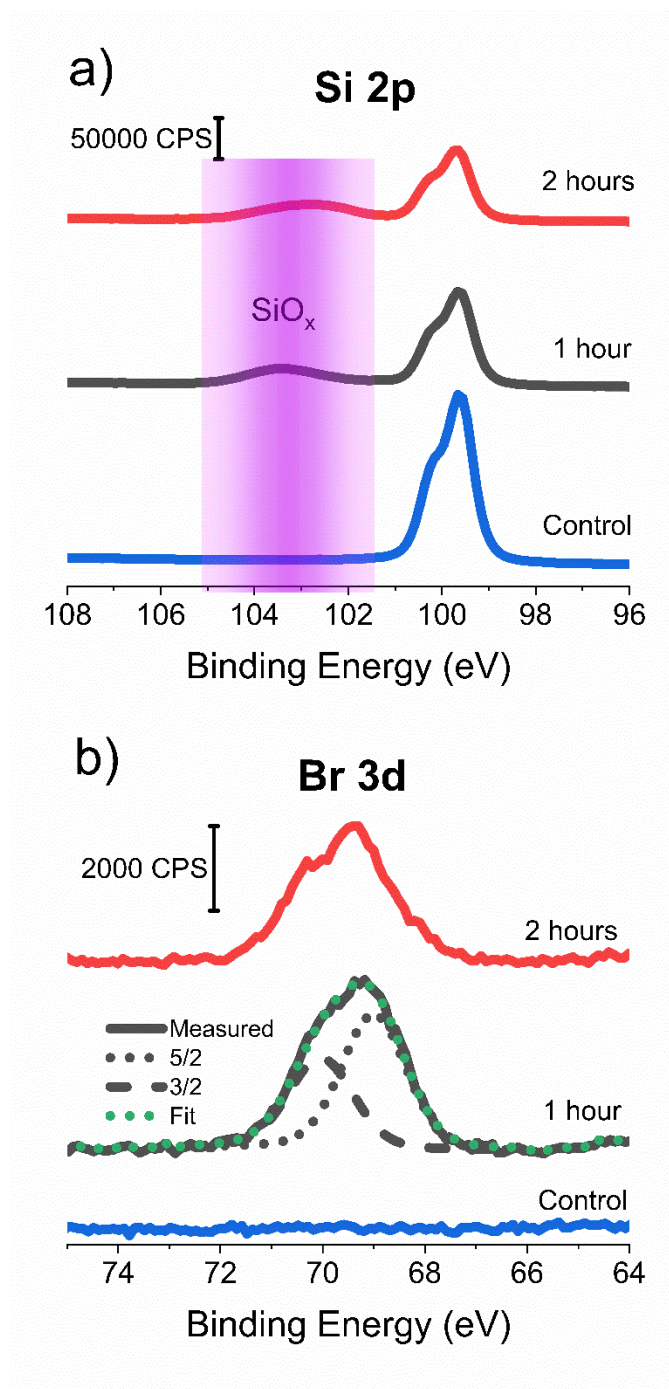 a)
Si 2p
50000 CPS
2 hours
SiOₓ
1 hour
Control
108 106 104 102 100 98 96
Binding Energy (eV)
b)
Br 3d
2000 CPS
2 hours
Measured
5/2
3/2
Fit
1 hour
Control
74 72 70 68 66 64
Binding Energy (eV)